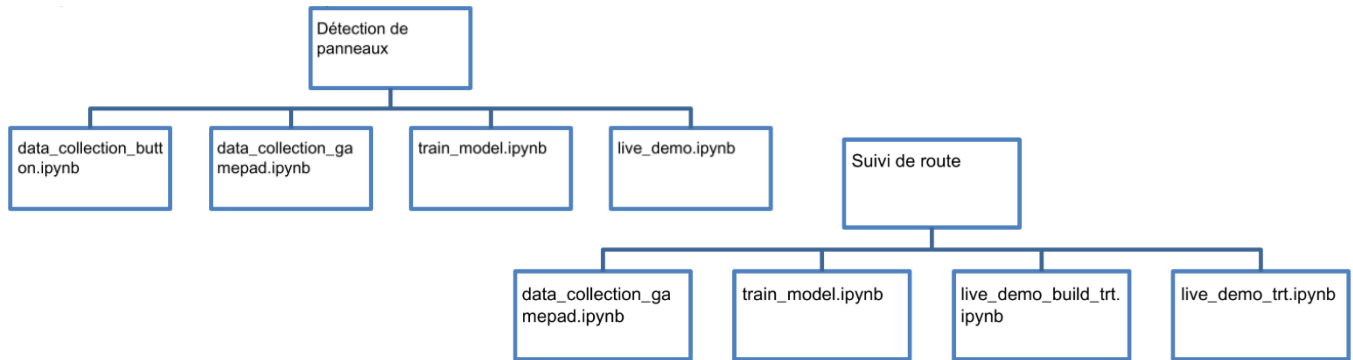 Détection de
panneaux
data_collection_butt
on.ipynb
data_collection_ga
mepad.ipynb
train_model.ipynb
live_demo.ipynb
Suivi de route
data_collection_ga
mepad.ipynb
train_model.ipynb
live_demo_build_trt.
ipynb
live_demo_trt.ipynb